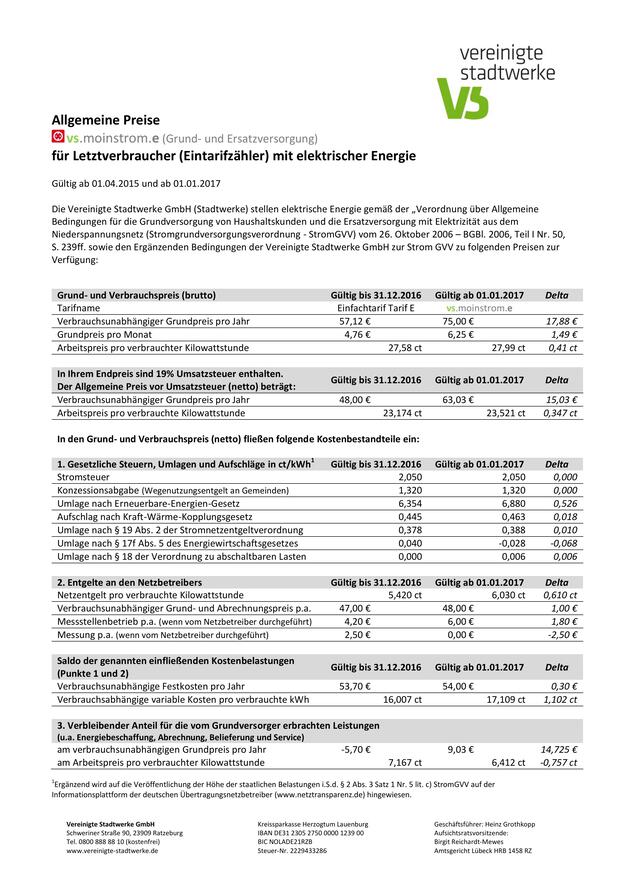 vereinigte
stadtwerke
VS
Allgemeine Preise
vs.moinstrom.e (Grund- und Ersatzversorgung)
für Letztverbraucher (Eintarifzähler) mit elektrischer Energie
Gültig ab 01.04.2015 und ab 01.01.2017
Die Vereinigte Stadtwerke GmbH (Stadtwerke) stellen elektrische Energie gemäß der „Verordnung über Allgemeine
Bedingungen für die Grundversorgung von Haushaltskunden und die Ersatzversorgung mit Elektrizität aus dem
Niederspannungsnetz (Stromgrundversorgungsverordnung - StromGVV) vom 26. Oktober 2006 – BGBl. 2006, Teil I Nr. 50,
S. 239ff. sowie den Ergänzenden Bedingungen der Vereinigte Stadtwerke GmbH zur Strom GVV zu folgenden Preisen zur
Verfügung:
Grund- und Verbrauchspreis (brutto) Gültig bis 31.12.2016 Gültig ab 01.01.2017 Delta
Tarifname Einfachtarif Tarif E vs.moinstrom.e
Verbrauchsunabhängiger Grundpreis pro Jahr 57,12 € 75,00 € 17,88 €
Grundpreis pro Monat 4,76 € 6,25 € 1,49 €
Arbeitspreis pro verbrauchter Kilowattstunde 27,58 ct 27,99 ct 0,41 ct
In Ihrem Endpreis sind 19% Umsatzsteuer enthalten.
Der Allgemeine Preis vor Umsatzsteuer (netto) beträgt: Gültig bis 31.12.2016 Gültig ab 01.01.2017 Delta
Verbrauchsunabhängiger Grundpreis pro Jahr 48,00 € 63,03 € 15,03 €
Arbeitspreis pro verbrauchte Kilowattstunde 23,174 ct 23,521 ct 0,347 ct
In den Grund- und Verbrauchspreis (netto) fließen folgende Kostenbestandteile ein:
1. Gesetzliche Steuern, Umlagen und Aufschläge in ct/kWh¹ Gültig bis 31.12.2016 Gültig ab 01.01.2017 Delta
Stromsteuer 2,050 2,050 0,000
Konzessionsabgabe (Wegenutzungsentgelt an Gemeinden) 1,320 1,320 0,000
Umlage nach Erneuerbare-Energien-Gesetz 6,354 6,880 0,526
Aufschlag nach Kraft-Wärme-Kopplungsgesetz 0,445 0,463 0,018
Umlage nach § 19 Abs. 2 der Stromnetzentgeltverordnung 0,378 0,388 0,010
Umlage nach § 17f Abs. 5 des Energiewirtschaftsgesetzes 0,040 -0,028 -0,068
Umlage nach § 18 der Verordnung zu abschaltbaren Lasten 0,000 0,006 0,006
2. Entgelte an den Netzbetreibers Gültig bis 31.12.2016 Gültig ab 01.01.2017 Delta
Netzentgelt pro verbrauchte Kilowattstunde 5,420 ct 6,030 ct 0,610 ct
Verbrauchsunabhängiger Grund- und Abrechnungspreis p.a. 47,00 € 48,00 € 1,00 €
Messstellenbetrieb p.a. (wenn vom Netzbetreiber durchgeführt) 4,20 € 6,00 € 1,80 €
Messung p.a. (wenn vom Netzbetreiber durchgeführt) 2,50 € 0,00 € -2,50 €
Saldo der genannten einfließenden Kostenbelastungen
(Punkte 1 und 2) Gültig bis 31.12.2016 Gültig ab 01.01.2017 Delta
Verbrauchsunabhängige Festkosten pro Jahr 53,70 € 54,00 € 0,30 €
Verbrauchsabhängige variable Kosten pro verbrauchte kWh 16,007 ct 17,109 ct 1,102 ct
3. Verbleibender Anteil für die vom Grundversorger erbrachten Leistungen
(u.a. Energiebeschaffung, Abrechnung, Belieferung und Service)
am verbrauchsunabhängigen Grundpreis pro Jahr -5,70 € 9,03 € 14,725 €
am Arbeitspreis pro verbrauchter Kilowattstunde 7,167 ct 6,412 ct -0,757 ct
¹Ergänzend wird auf die Veröffentlichung der Höhe der staatlichen Belastungen i.S.d. § 2 Abs. 3 Satz 1 Nr. 5 lit. c) StromGVV auf der
Informationsplattform der deutschen Übertragungsnetzbetreiber (www.netztransparenz.de) hingewiesen.
Vereinigte Stadtwerke GmbH
Schweriner Straße 90, 23909 Ratzeburg
Tel. 0800 888 88 10 (kostenfrei)
www.vereinigte-stadtwerke.de
Kreissparkasse Herzogtum Lauenburg
IBAN DE31 2305 2750 0000 1239 00
BIC NOLADE21RZB
Steuer-Nr. 2229433286
Geschäftsführer: Heinz Grothkopp
Aufsichtsratsvorsitzende:
Birgit Reichardt-Mewes
Amtsgericht Lübeck HRB 1458 RZ